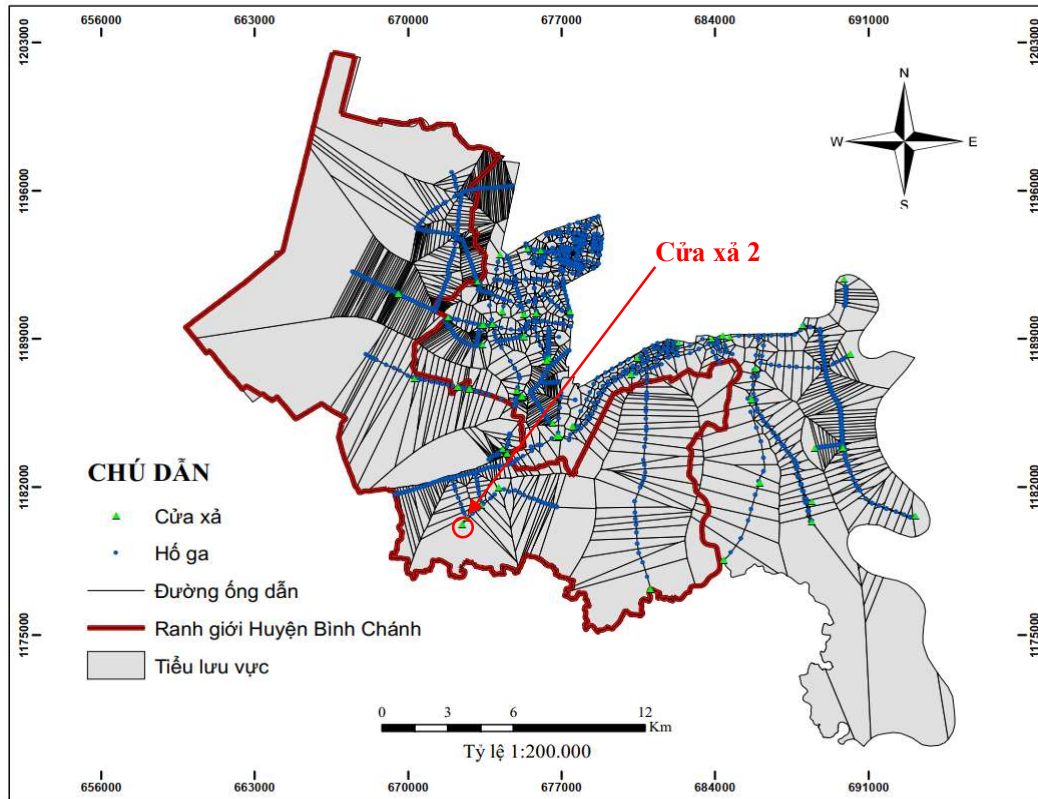 656000 663000 670000 677000 684000 691000
1203000 1203000
N
W E
S
1196000 1196000
Cửa xả 2
1189000 1189000
CHÚ DẪN
1182000 1182000
Cửa xả
Hố ga
Đường ống dẫn
Ranh giới Huyện Bình Chánh
1175000 1175000
Tiểu lưu vực
0 3 6 12
Km
Tỷ lệ 1:200.000
656000 663000 670000 677000 684000 691000